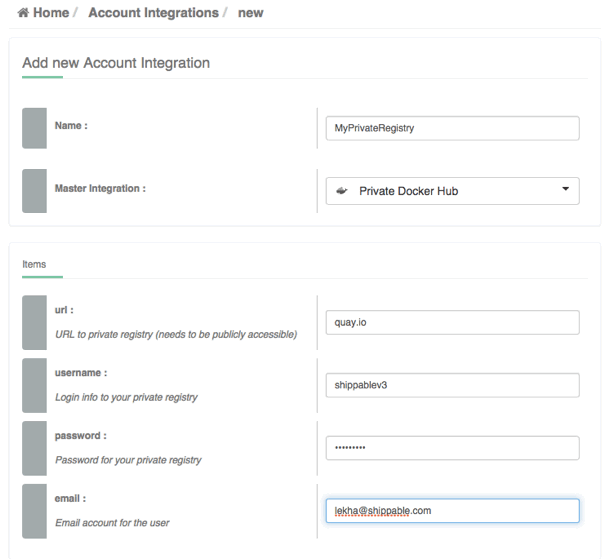 Home / Account Integrations / new
Add new Account Integration
Name :
MyPrivateRegistry
Master Integration :
Private Docker Hub
Items
url :
URL to private registry (needs to be publicly accessible)
quay.io
username :
Login info to your private registry
shippablev3
password :
Password for your private registry
•••••••••
email :
Email account for the user
lekha@shippable.com